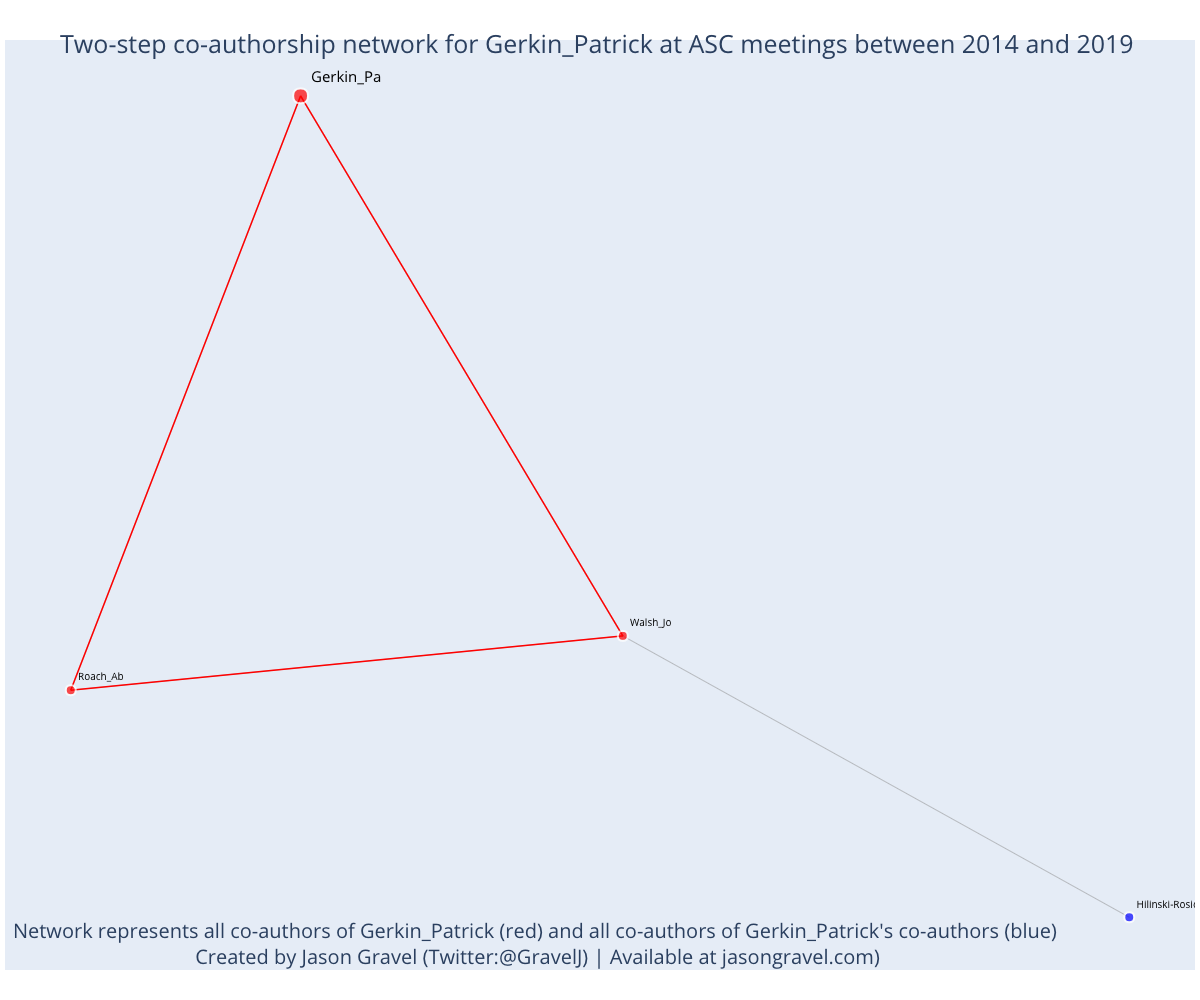 Two-step co-authorship network for Gerkin_Patrick at ASC meetings between 2014 and 2019
Gerkin_Pa
Walsh_Jo
Roach_Ab
Network represents all co-authors of Gerkin_Patrick (red) and all co-authors of Gerkin_Patrick's co-authors (blue)
Created by Jason Gravel (Twitter:@GravelJ) | Available at jasongravel.com)